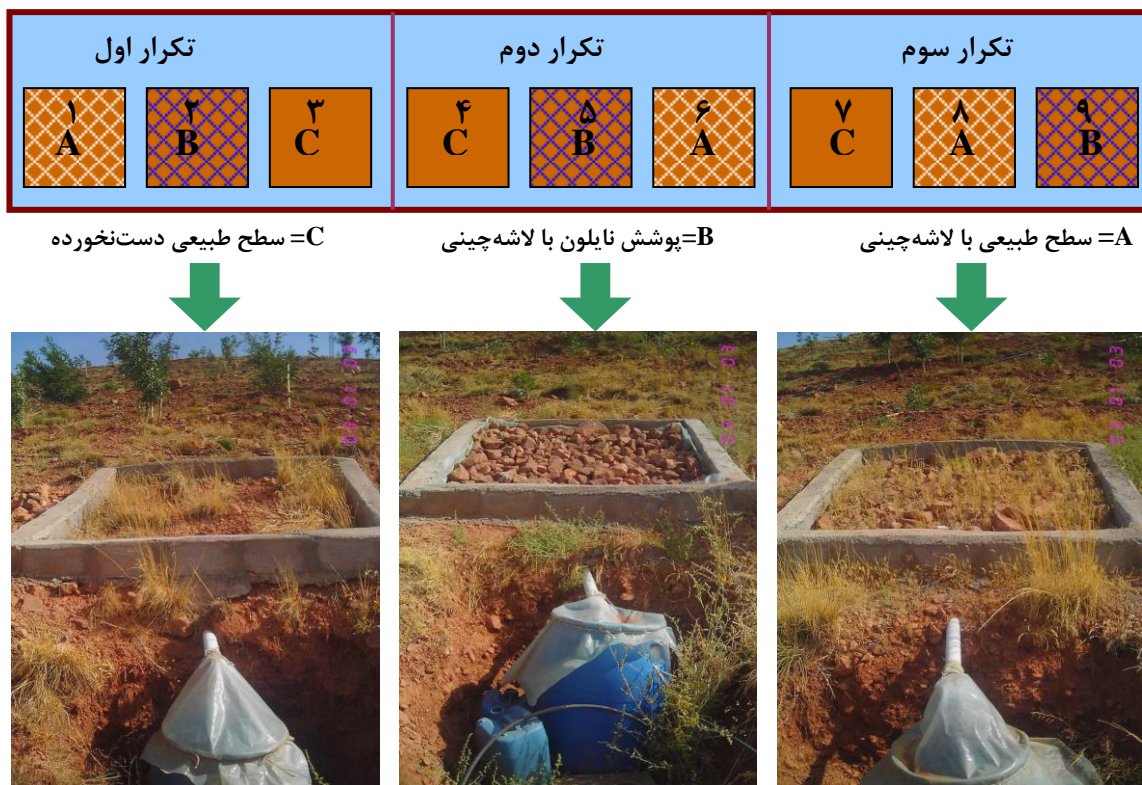 تکرار اول
۱
A
۲
B
۳
C
تکرار دوم
۴
C
۵
B
۶
A
تکرار سوم
۷
C
۸
A
۹
B
C= سطح طبیعی دست‌نخورده
B=پوشش نایلون با لاشه‌چینی
A= سطح طبیعی با لاشه‌چینی